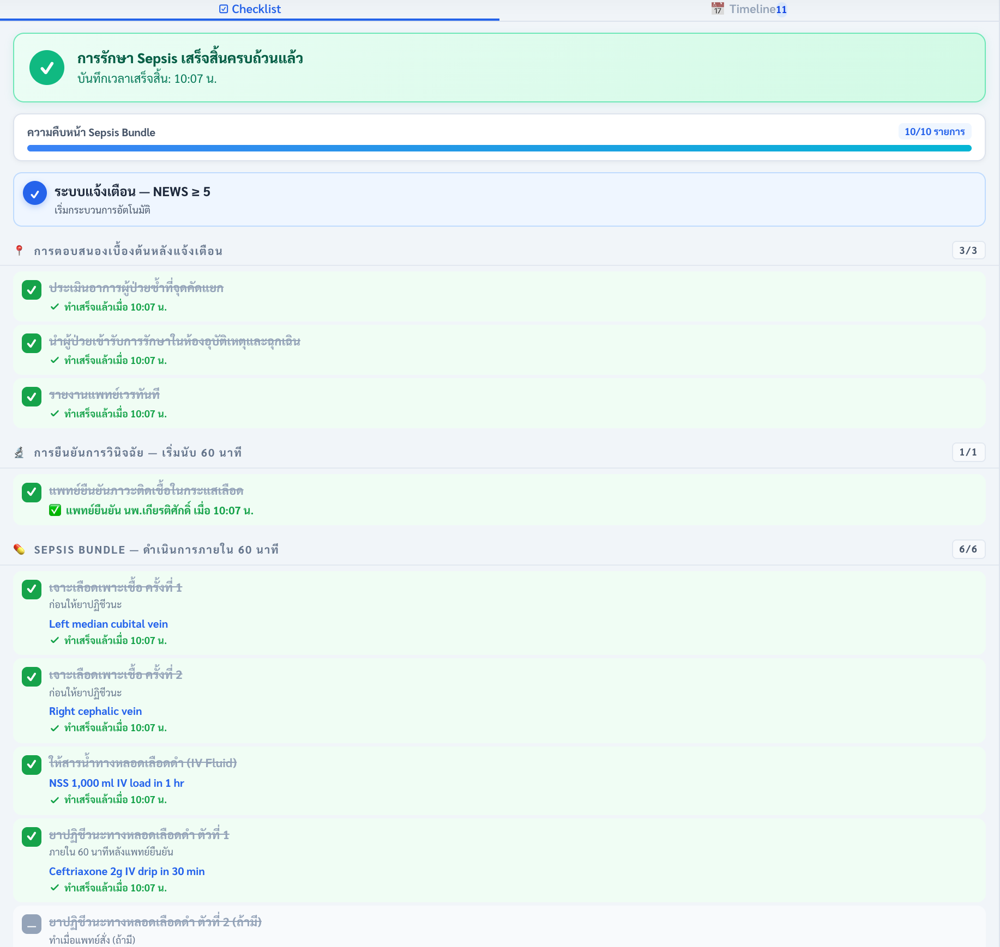 Checklist
Timeline11
การรักษา Sepsis เสร็จสิ้นครบถ้วนแล้ว
บันทึกเวลาเสร็จสิ้น: 10:07 น.
ความคืบหน้า Sepsis Bundle
10/10 รายการ
ระบบแจ้งเตือน — NEWS ≥ 5
เริ่มกระบวนการอัตโนมัติ
การตอบสนองเบื้องต้นหลังแจ้งเตือน
3/3
ประเมินอาการผู้ป่วยซ้ำที่จุดคัดแยก
ทำเสร็จแล้วเมื่อ 10:07 น.
นำผู้ป่วยเข้ารับการรักษาในห้องอุบัติเหตุและฉุกเฉิน
ทำเสร็จแล้วเมื่อ 10:07 น.
รายงานแพทย์เวรทันที
ทำเสร็จแล้วเมื่อ 10:07 น.
การยืนยันการวินิจฉัย — เริ่มนับ 60 นาที
1/1
แพทย์ยืนยันภาวะติดเชื้อในกระแสเลือด
แพทย์ยืนยัน นพ.เกียรติศักดิ์ เมื่อ 10:07 น.
SEPSIS BUNDLE — ดำเนินการภายใน 60 นาที
6/6
เจาะเลือดเพาะเชื้อ ครั้งที่ 1
ก่อนให้ยาปฏิชีวนะ
Left median cubital vein
ทำเสร็จแล้วเมื่อ 10:07 น.
เจาะเลือดเพาะเชื้อ ครั้งที่ 2
ก่อนให้ยาปฏิชีวนะ
Right cephalic vein
ทำเสร็จแล้วเมื่อ 10:07 น.
ให้สารน้ำทางหลอดเลือดดำ (IV Fluid)
NSS 1,000 ml IV load in 1 hr
ทำเสร็จแล้วเมื่อ 10:07 น.
ยาปฏิชีวนะทางหลอดเลือดดำ ตัวที่ 1
ภายใน 60 นาทีหลังแพทย์ยืนยัน
Ceftriaxone 2g IV drip in 30 min
ทำเสร็จแล้วเมื่อ 10:07 น.
ยาปฏิชีวนะทางหลอดเลือดดำ ตัวที่ 2 (ถ้ามี)
ทำเมื่อแพทย์สั่ง (ถ้ามี)